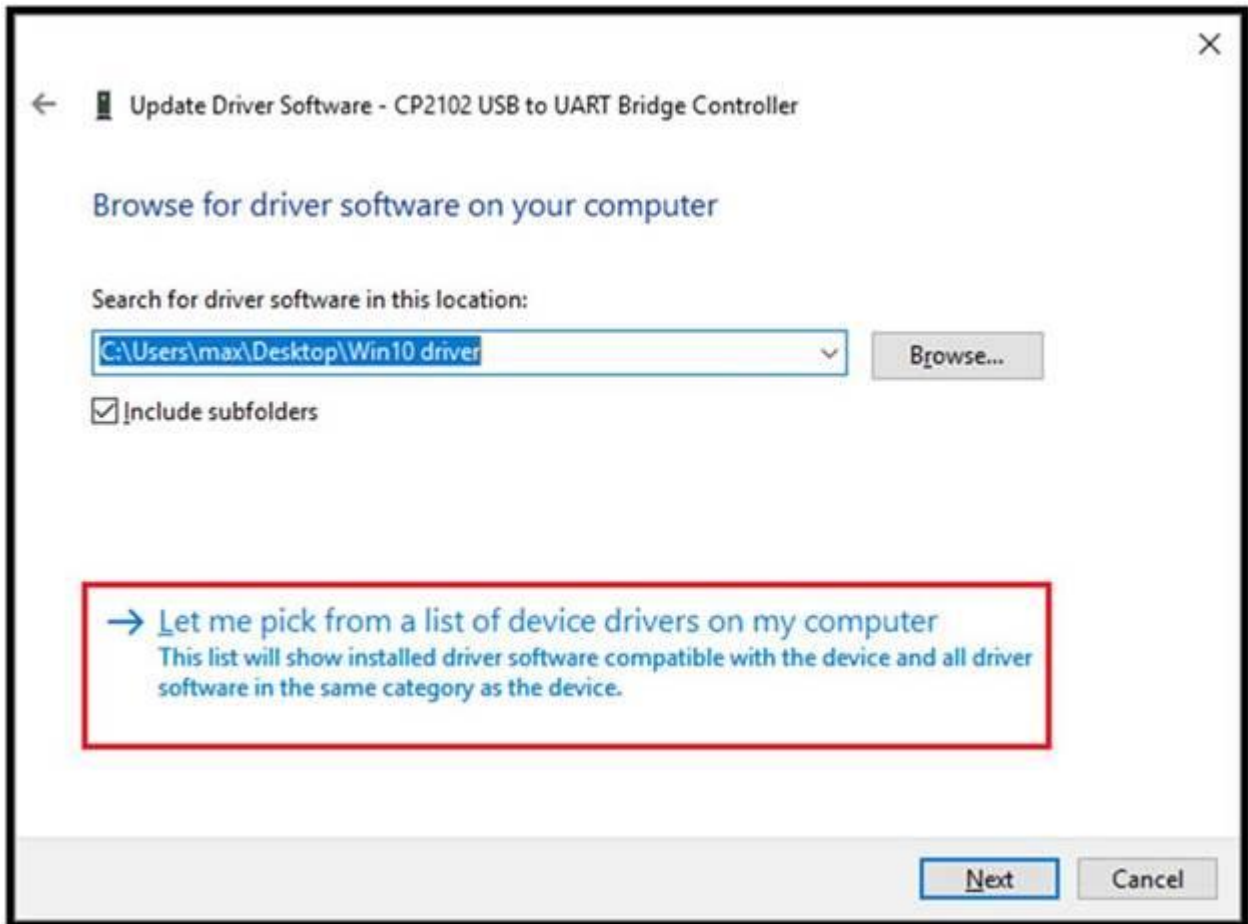 Update Driver Software - CP2102 USB to UART Bridge Controller
Browse for driver software on your computer
Search for driver software in this location:
C:\Users\max\Desktop\Win10 driver
Browse...
Include subfolders
Let me pick from a list of device drivers on my computer
This list will show installed driver software compatible with the device and all driver
software in the same category as the device.
Next
Cancel